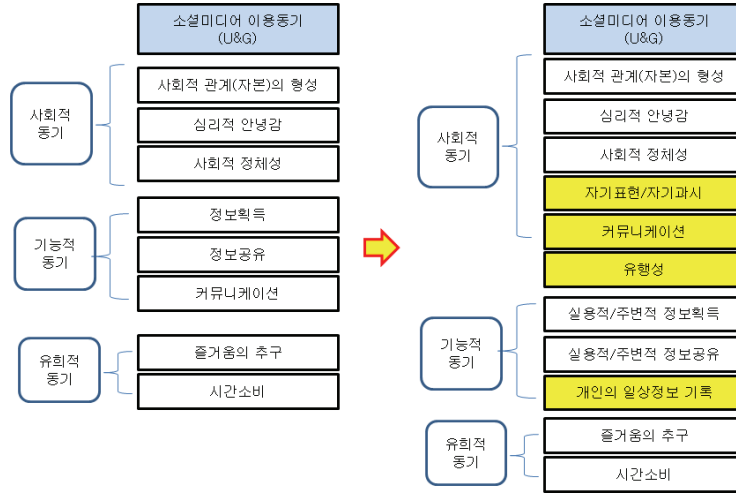 소셜미디어 이용동기
(U&G)
사회적
동기
사회적 관계(자본)의 형성
심리적 안녕감
사회적 정체성
기능적
동기
정보획득
정보공유
커뮤니케이션
유희적
동기
즐거움의 추구
시간소비
소셜미디어 이용동기
(U&G)
사회적
동기
사회적 관계(자본)의 형성
심리적 안녕감
사회적 정체성
자기표현/자기과시
커뮤니케이션
유행성
기능적
동기
실용적/주변적 정보획득
실용적/주변적 정보공유
개인의 일상정보 기록
유희적
동기
즐거움의 추구
시간소비